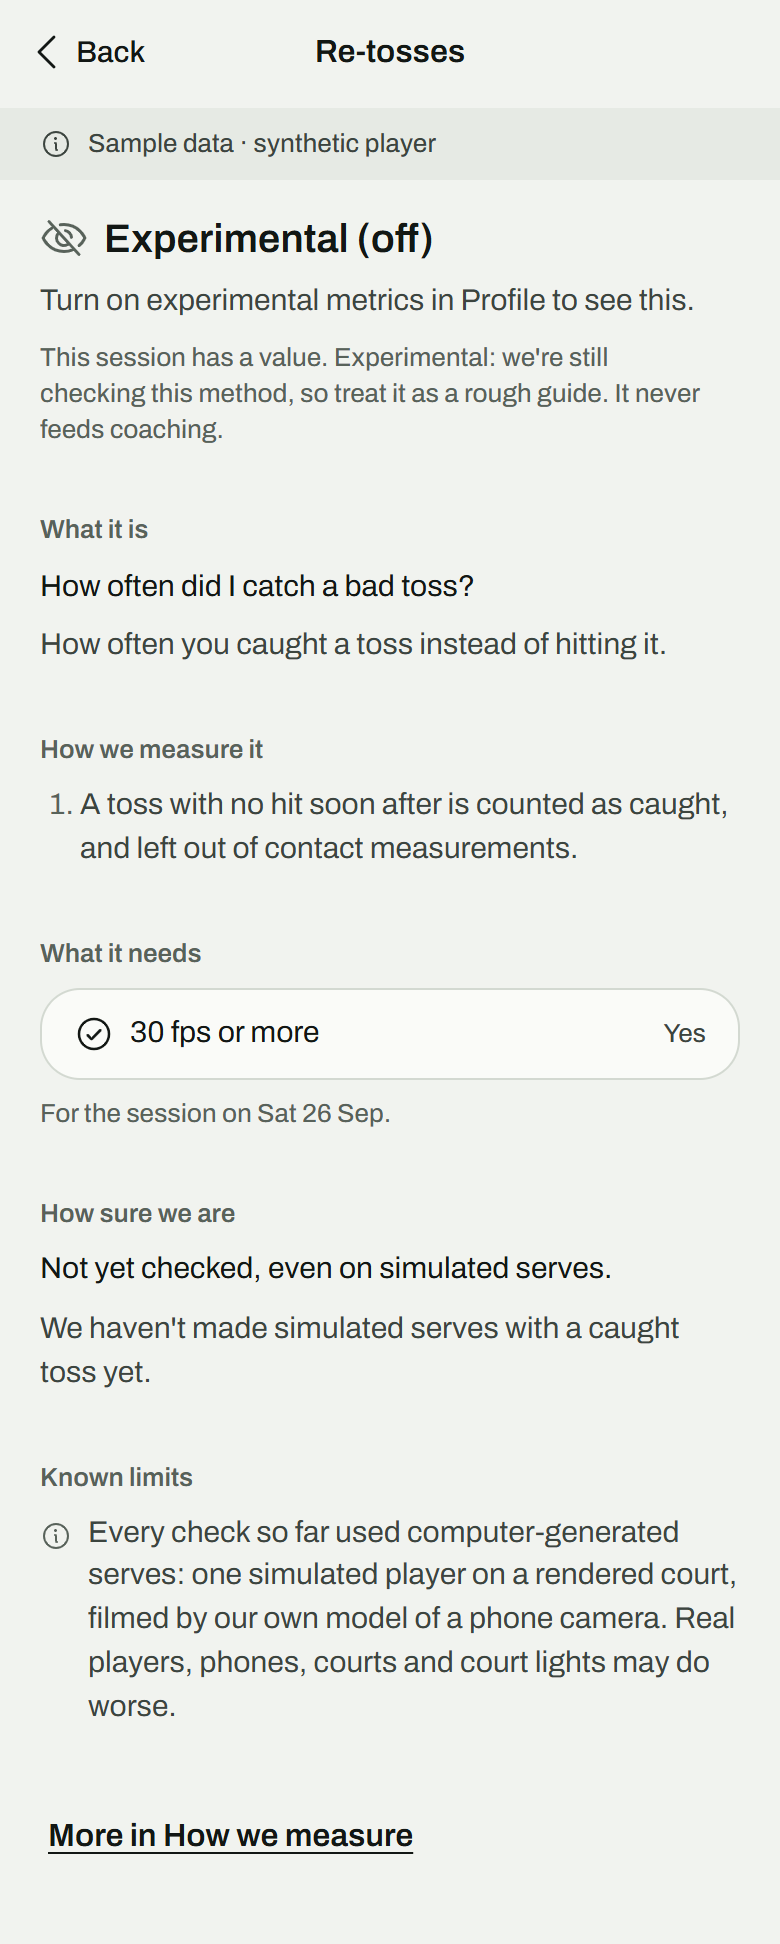 Back
Re-tosses
Sample data · synthetic player
Experimental (off)
Turn on experimental metrics in Profile to see this.
This session has a value. Experimental: we're still
checking this method, so treat it as a rough guide. It never
feeds coaching.
What it is
How often did I catch a bad toss?
How often you caught a toss instead of hitting it.
How we measure it
1. A toss with no hit soon after is counted as caught,
and left out of contact measurements.
What it needs
30 fps or more
Yes
For the session on Sat 26 Sep.
How sure we are
Not yet checked, even on simulated serves.
We haven't made simulated serves with a caught
toss yet.
Known limits
Every check so far used computer-generated
serves: one simulated player on a rendered court,
filmed by our own model of a phone camera. Real
players, phones, courts and court lights may do
worse.
More in How we measure